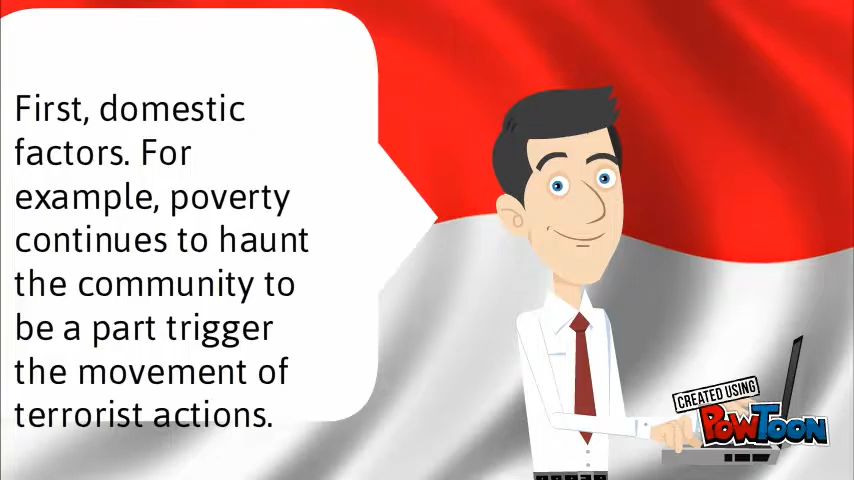 First, domestic
factors. For
example, poverty
continues to haunt
the community to
be a part trigger
the movement of
terrorist actions.
CREATED USING
POWTOON